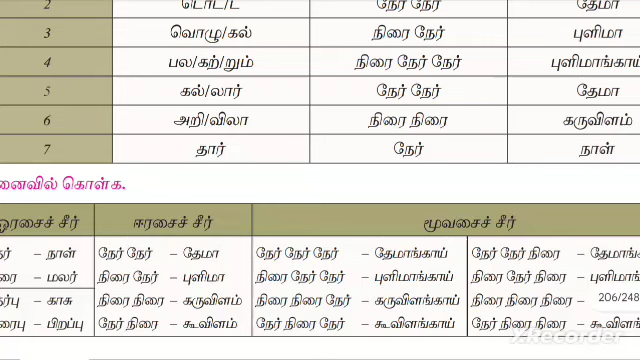 2 டொட்/ட நேர் நேர் தேமா
3 வொழு/கல் நிரை நேர் புளிமா
4 பல/கற்/றும் நிரை நேர் நேர் புளிமாங்காய்
5 கல்/லார் நேர் நேர் தேமா
6 அறி/விலா நிரை நிரை கருவிளம்
7 தார் நேர் நாள்
னைவில் கொள்க.
ஓரசைச் சீர் ஈரசைச் சீர் மூவசைச் சீர்
நேர் – நாள் நேர் நேர் – தேமா நேர் நேர் நேர் – தேமாங்காய் நேர் நேர் நிரை –
ரை – மலர் நிரை நேர் – புளிமா நிரை நேர் நேர் – புளிமாங்காய் நிரை நேர் நிரை –
ர்பு – காசு நிரை நிரை – கருவிளம் நிரை நிரை நேர் – கருவிளங்காய் நிரை நிரை நிரை –
ரைபு – பிறப்பு நேர் நிரை – கூவிளம் நேர் நிரை நேர் – கூவிளங்காய் நேர் நிரை நிரை –
206/248
XRecorder